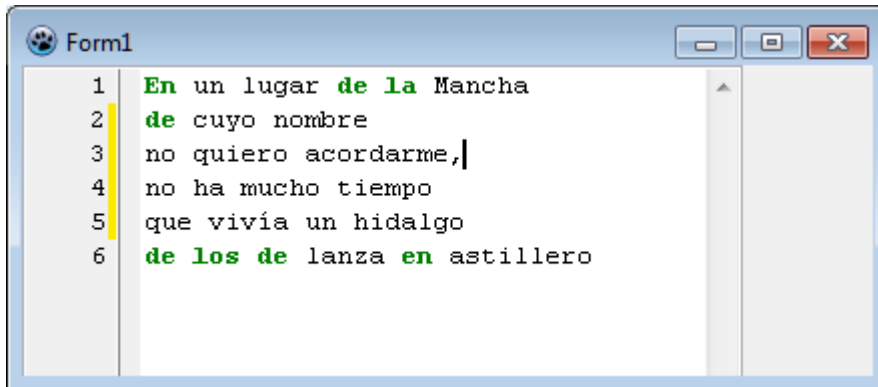 Form1
1 En un lugar de la Mancha
2 de cuyo nombre
3 no quiero acordarme,
4 no ha mucho tiempo
5 que vivía un hidalgo
6 de los de lanza en astillero